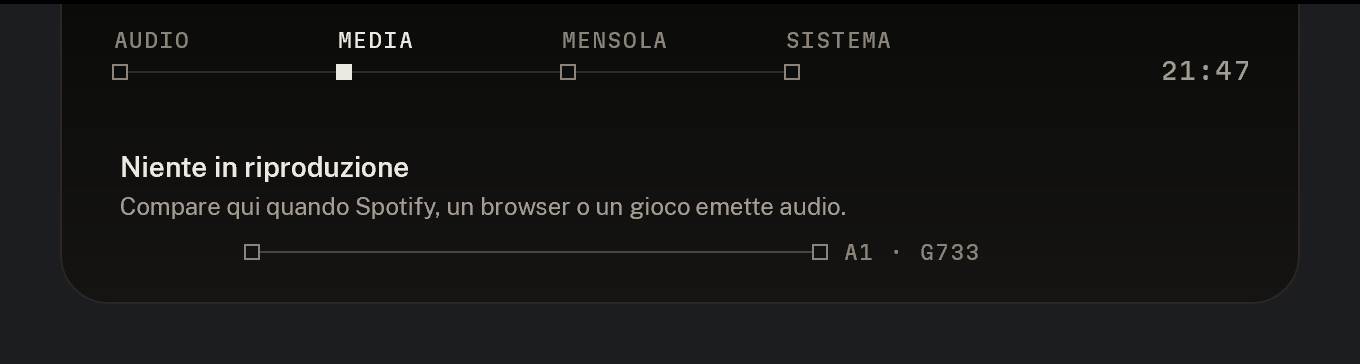 AUDIO MEDIA MENSOLA SISTEMA
21:47
Niente in riproduzione
Compare qui quando Spotify, un browser o un gioco emette audio.
A1 · G733